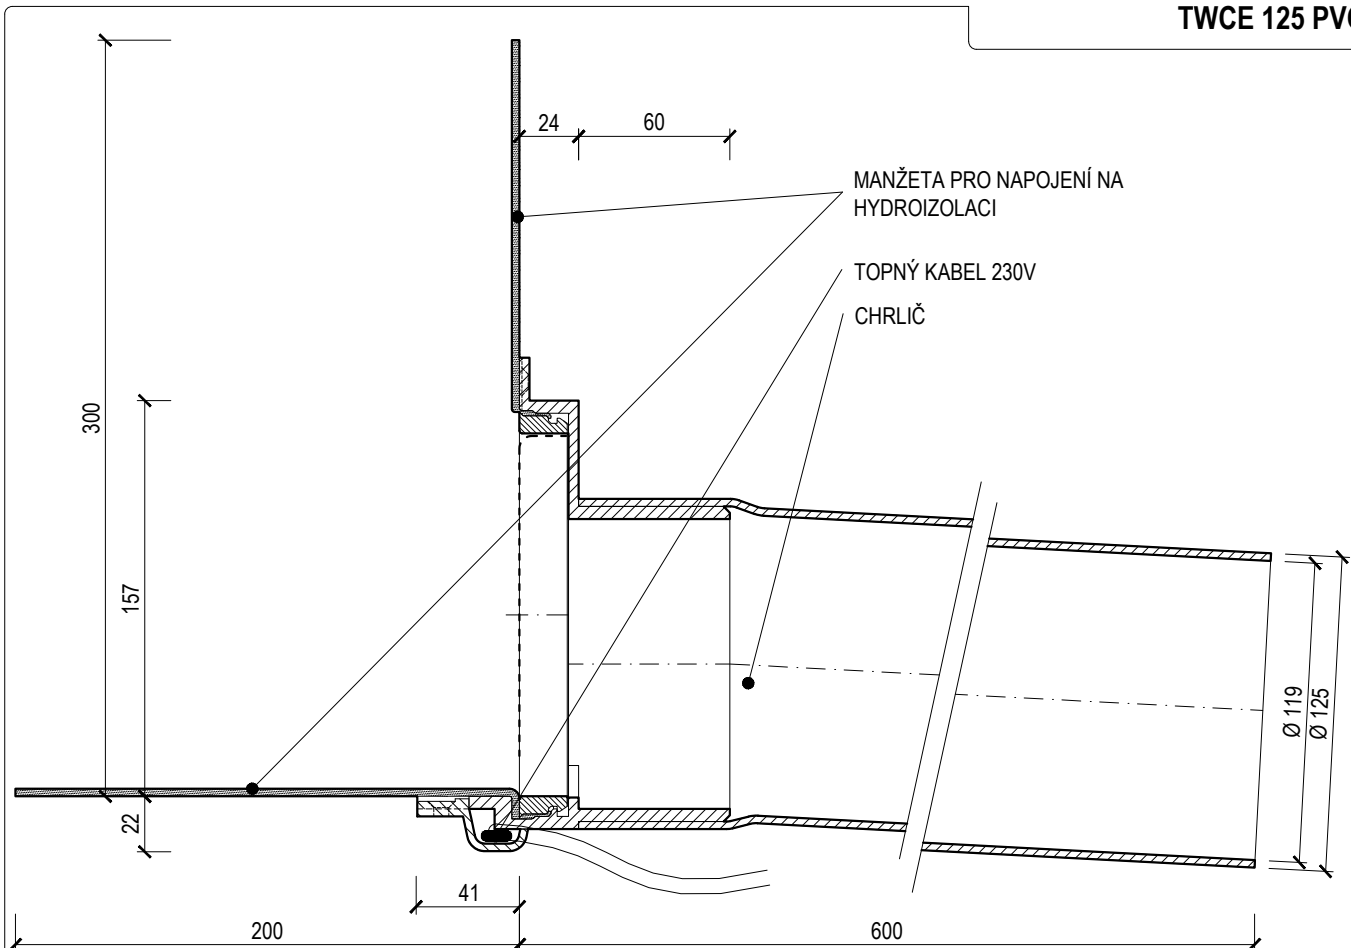 TWCE 125 PVC
24
60
MANŽETA PRO NAPOJENÍ NA
HYDROIZOLACI
TOPNÝ KABEL 230V
CHRLIČ
300
157
22
Ø 119
Ø 125
41
200
600